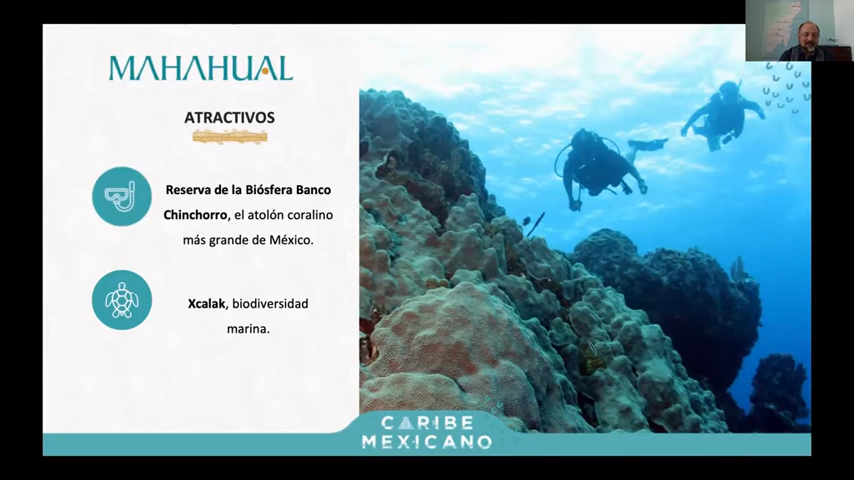 MAHAHUAL
ATRACTIVOS
Reserva de la Biósfera Banco
Chinchorro, el atolón coralino
más grande de México.
Xcalak, biodiversidad
marina.
CARIBE
MEXICANO